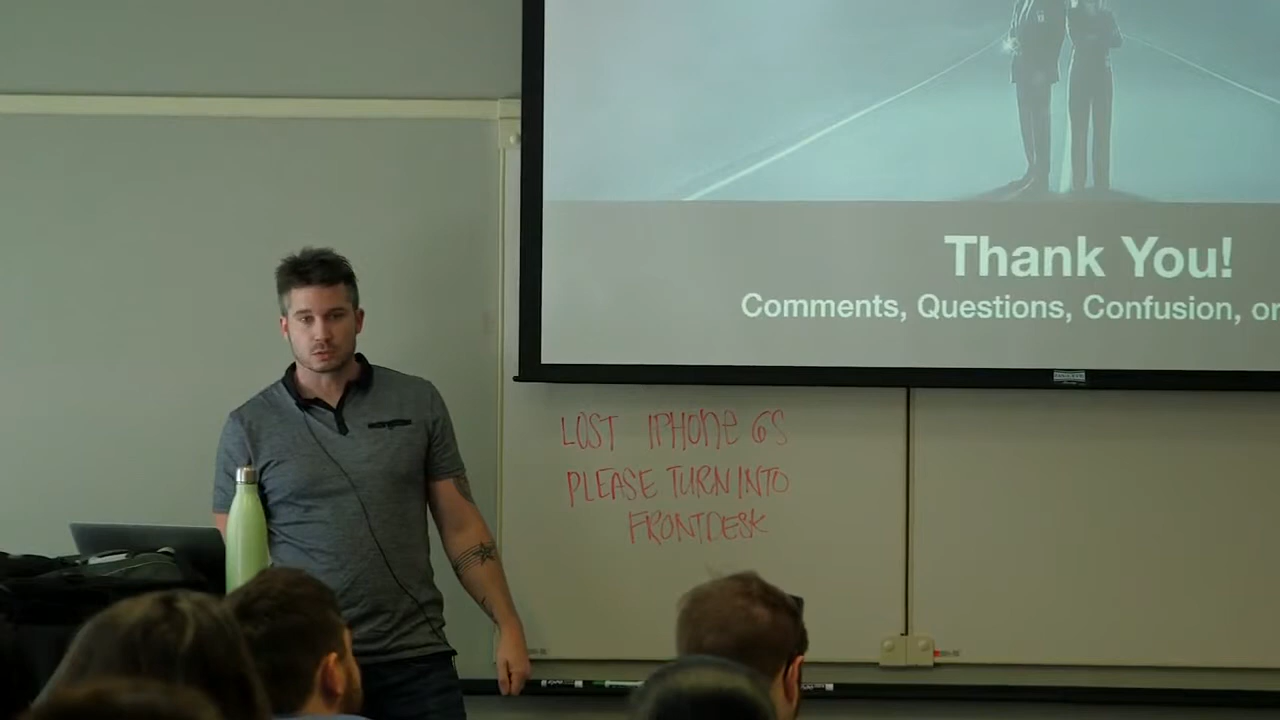 Thank You!
Comments, Questions, Confusion, or
LOST IPHONE 6S
PLEASE TURN INTO
FRONTDESK